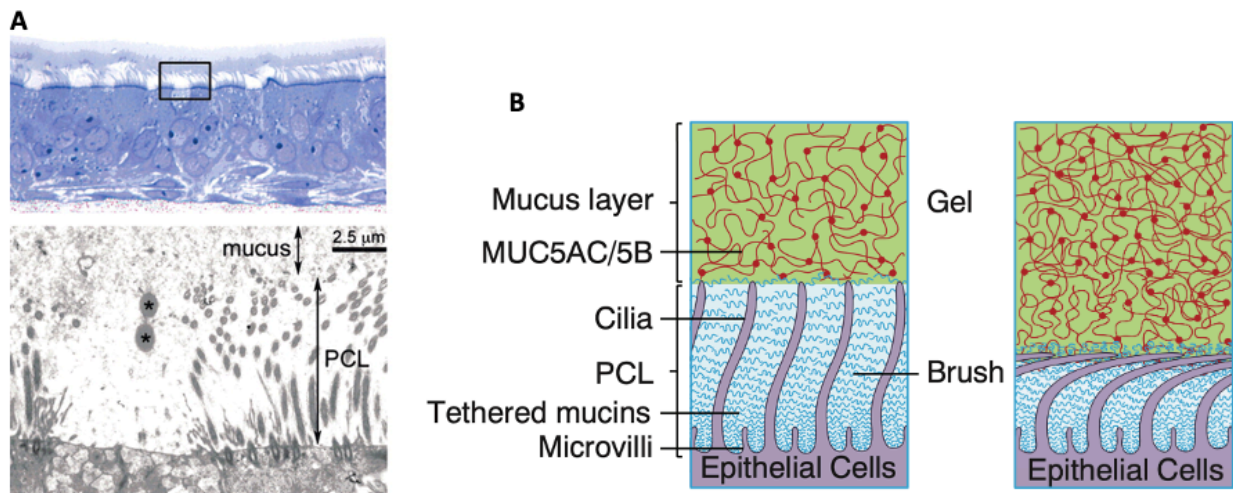 A
mucus
2.5 μm
*
*
PCL
B
Mucus layer
MUC5AC/5B
Cilia
PCL
Tethered mucins
Microvilli
Gel
Brush
Epithelial Cells
Epithelial Cells